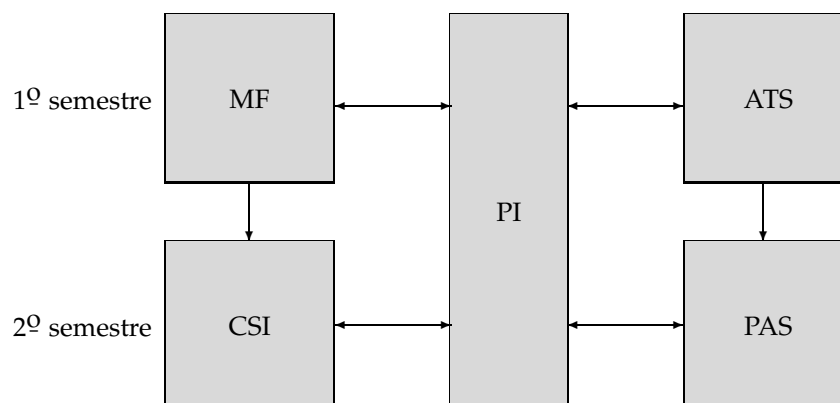 1º semestre
MF
ATS
PI
2º semestre
CSI
PAS